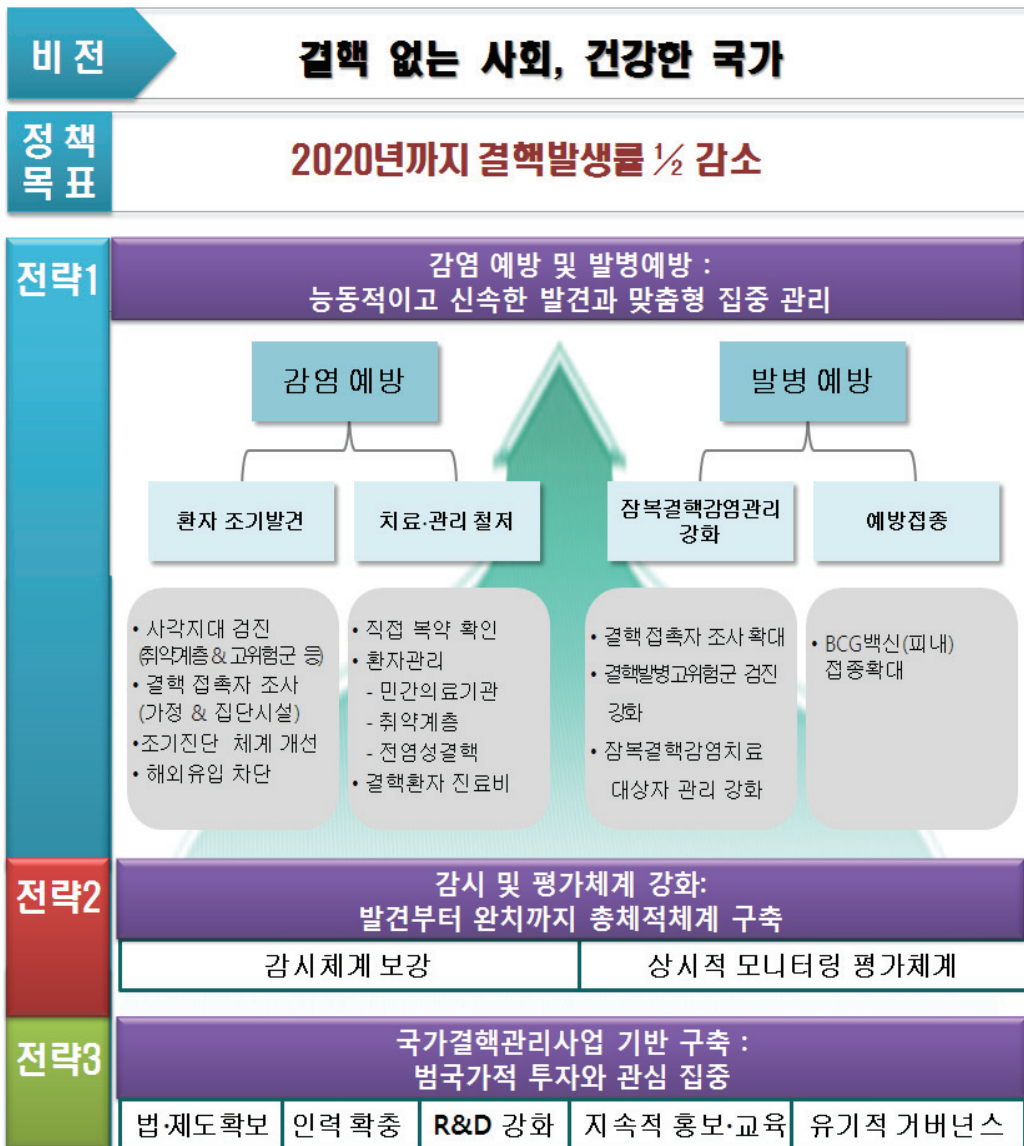 비 전
결핵 없는 사회, 건강한 국가
정 책
목 표
2020년까지 결핵발생률 ½ 감소
전략1
감염 예방 및 발병예방 :
능동적이고 신속한 발견과 맞춤형 집중 관리
감염 예방
발병 예방
환자 조기발견
치료·관리 철저
잠복결핵감염관리
강화
예방접종
• 사각지대 검진
(취약계층 & 고위험군 등)
• 결핵 접촉자 조사
(가정 & 집단시설)
•조기진단 체계 개선
• 해외유입 차단
• 직접 복약 확인
• 환자관리
- 민간의료기관
- 취약계층
- 전염성결핵
• 결핵환자 진료비
• 결핵 접촉자 조사 확대
• 결핵발병고위험군 검진
강화
• 잠복결핵감염치료
대상자 관리 강화
• BCG백신(피내)
접종확대
전략2
감시 및 평가체계 강화:
발견부터 완치까지 총체적체계 구축
감시체계 보강
상시적 모니터링 평가체계
전략3
국가결핵관리사업 기반 구축 :
범국가적 투자와 관심 집중
법·제도확보
인력 확충
R&D 강화
지속적 홍보·교육
유기적 거버넌스